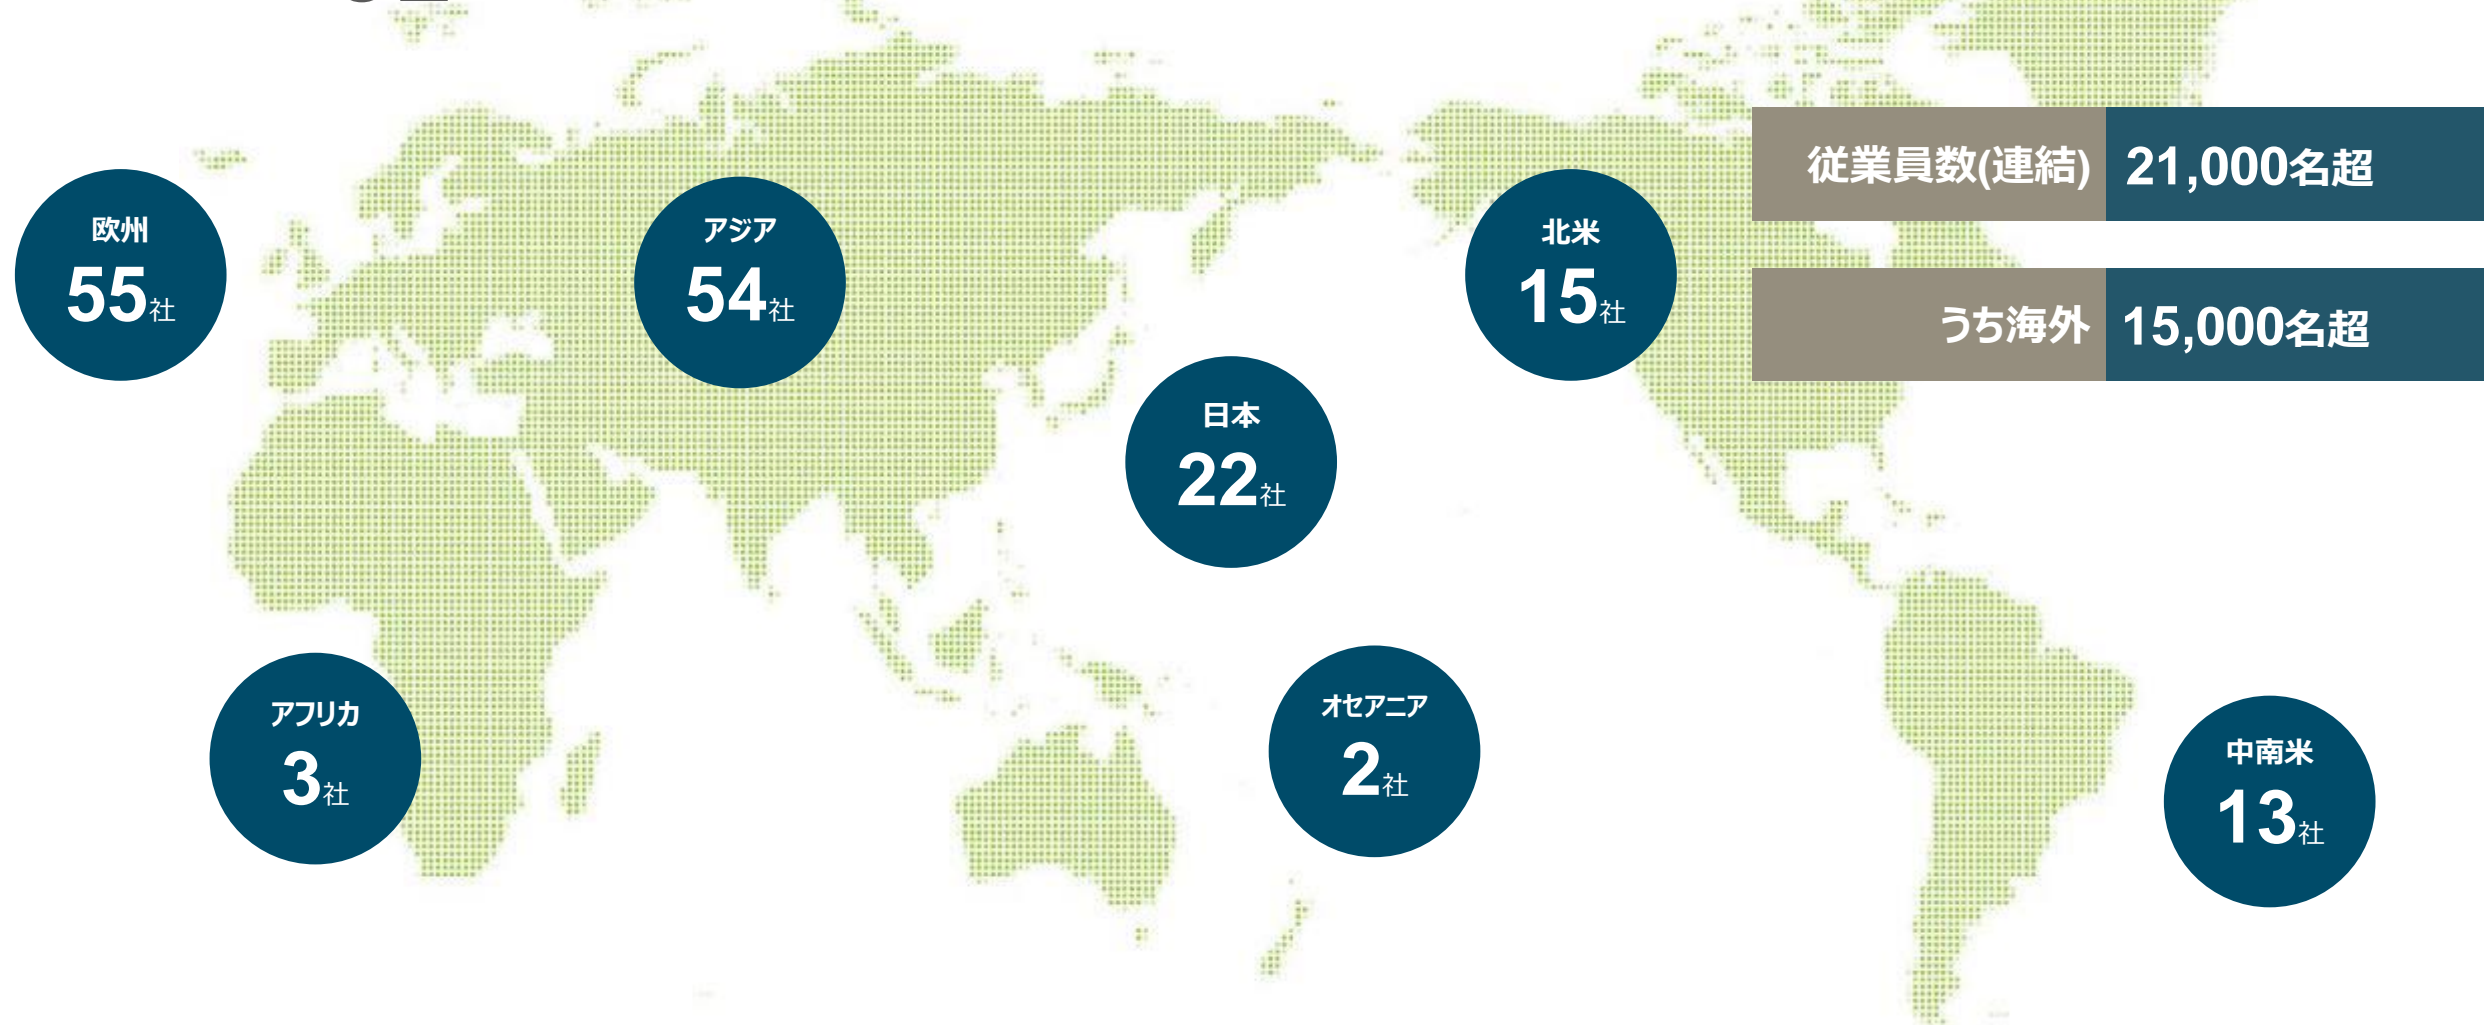 従業員数(連結) 21,000名超
うち海外 15,000名超
欧州
55社
アジア
54社
北米
15社
日本
22社
アフリカ
3社
オセアニア
2社
中南米
13社